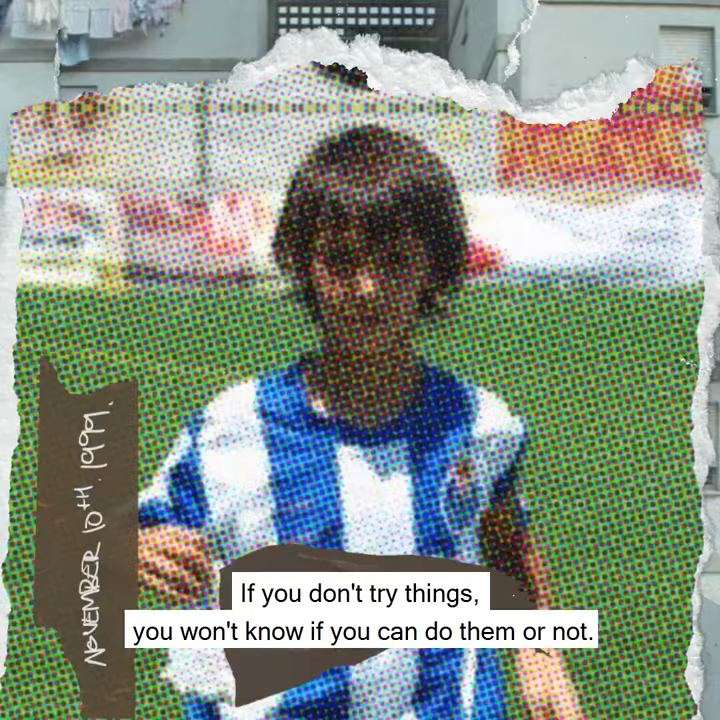 NOVEMBER 10TH. 1999.
If you don't try things,
you won't know if you can do them or not.